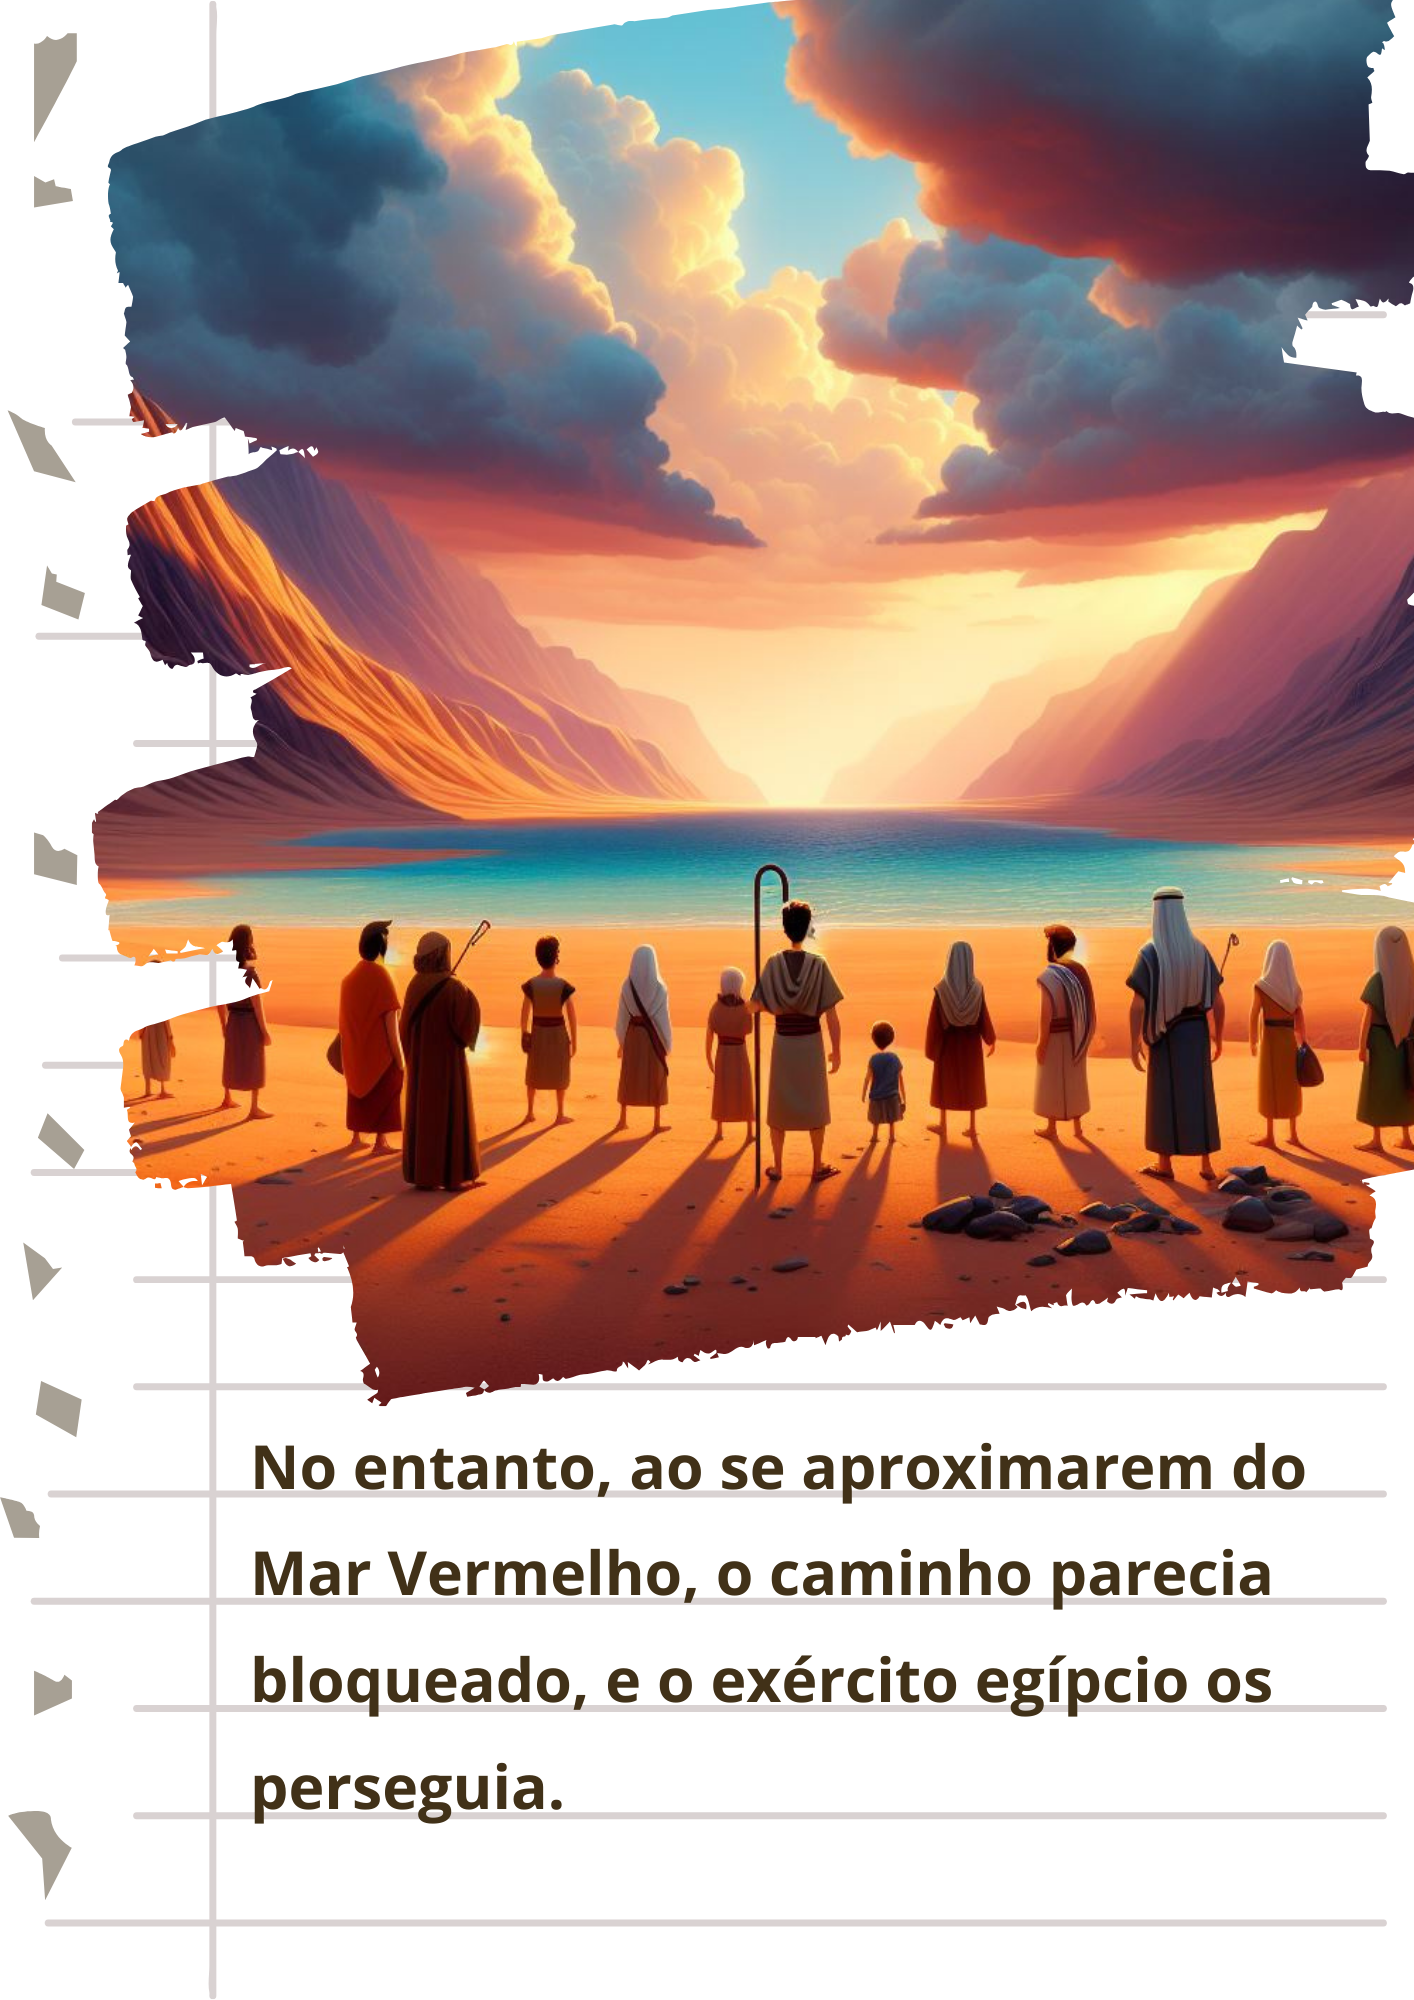 No entanto, ao se aproximarem do
Mar Vermelho, o caminho parecia
bloqueado, e o exército egípcio os
perseguia.